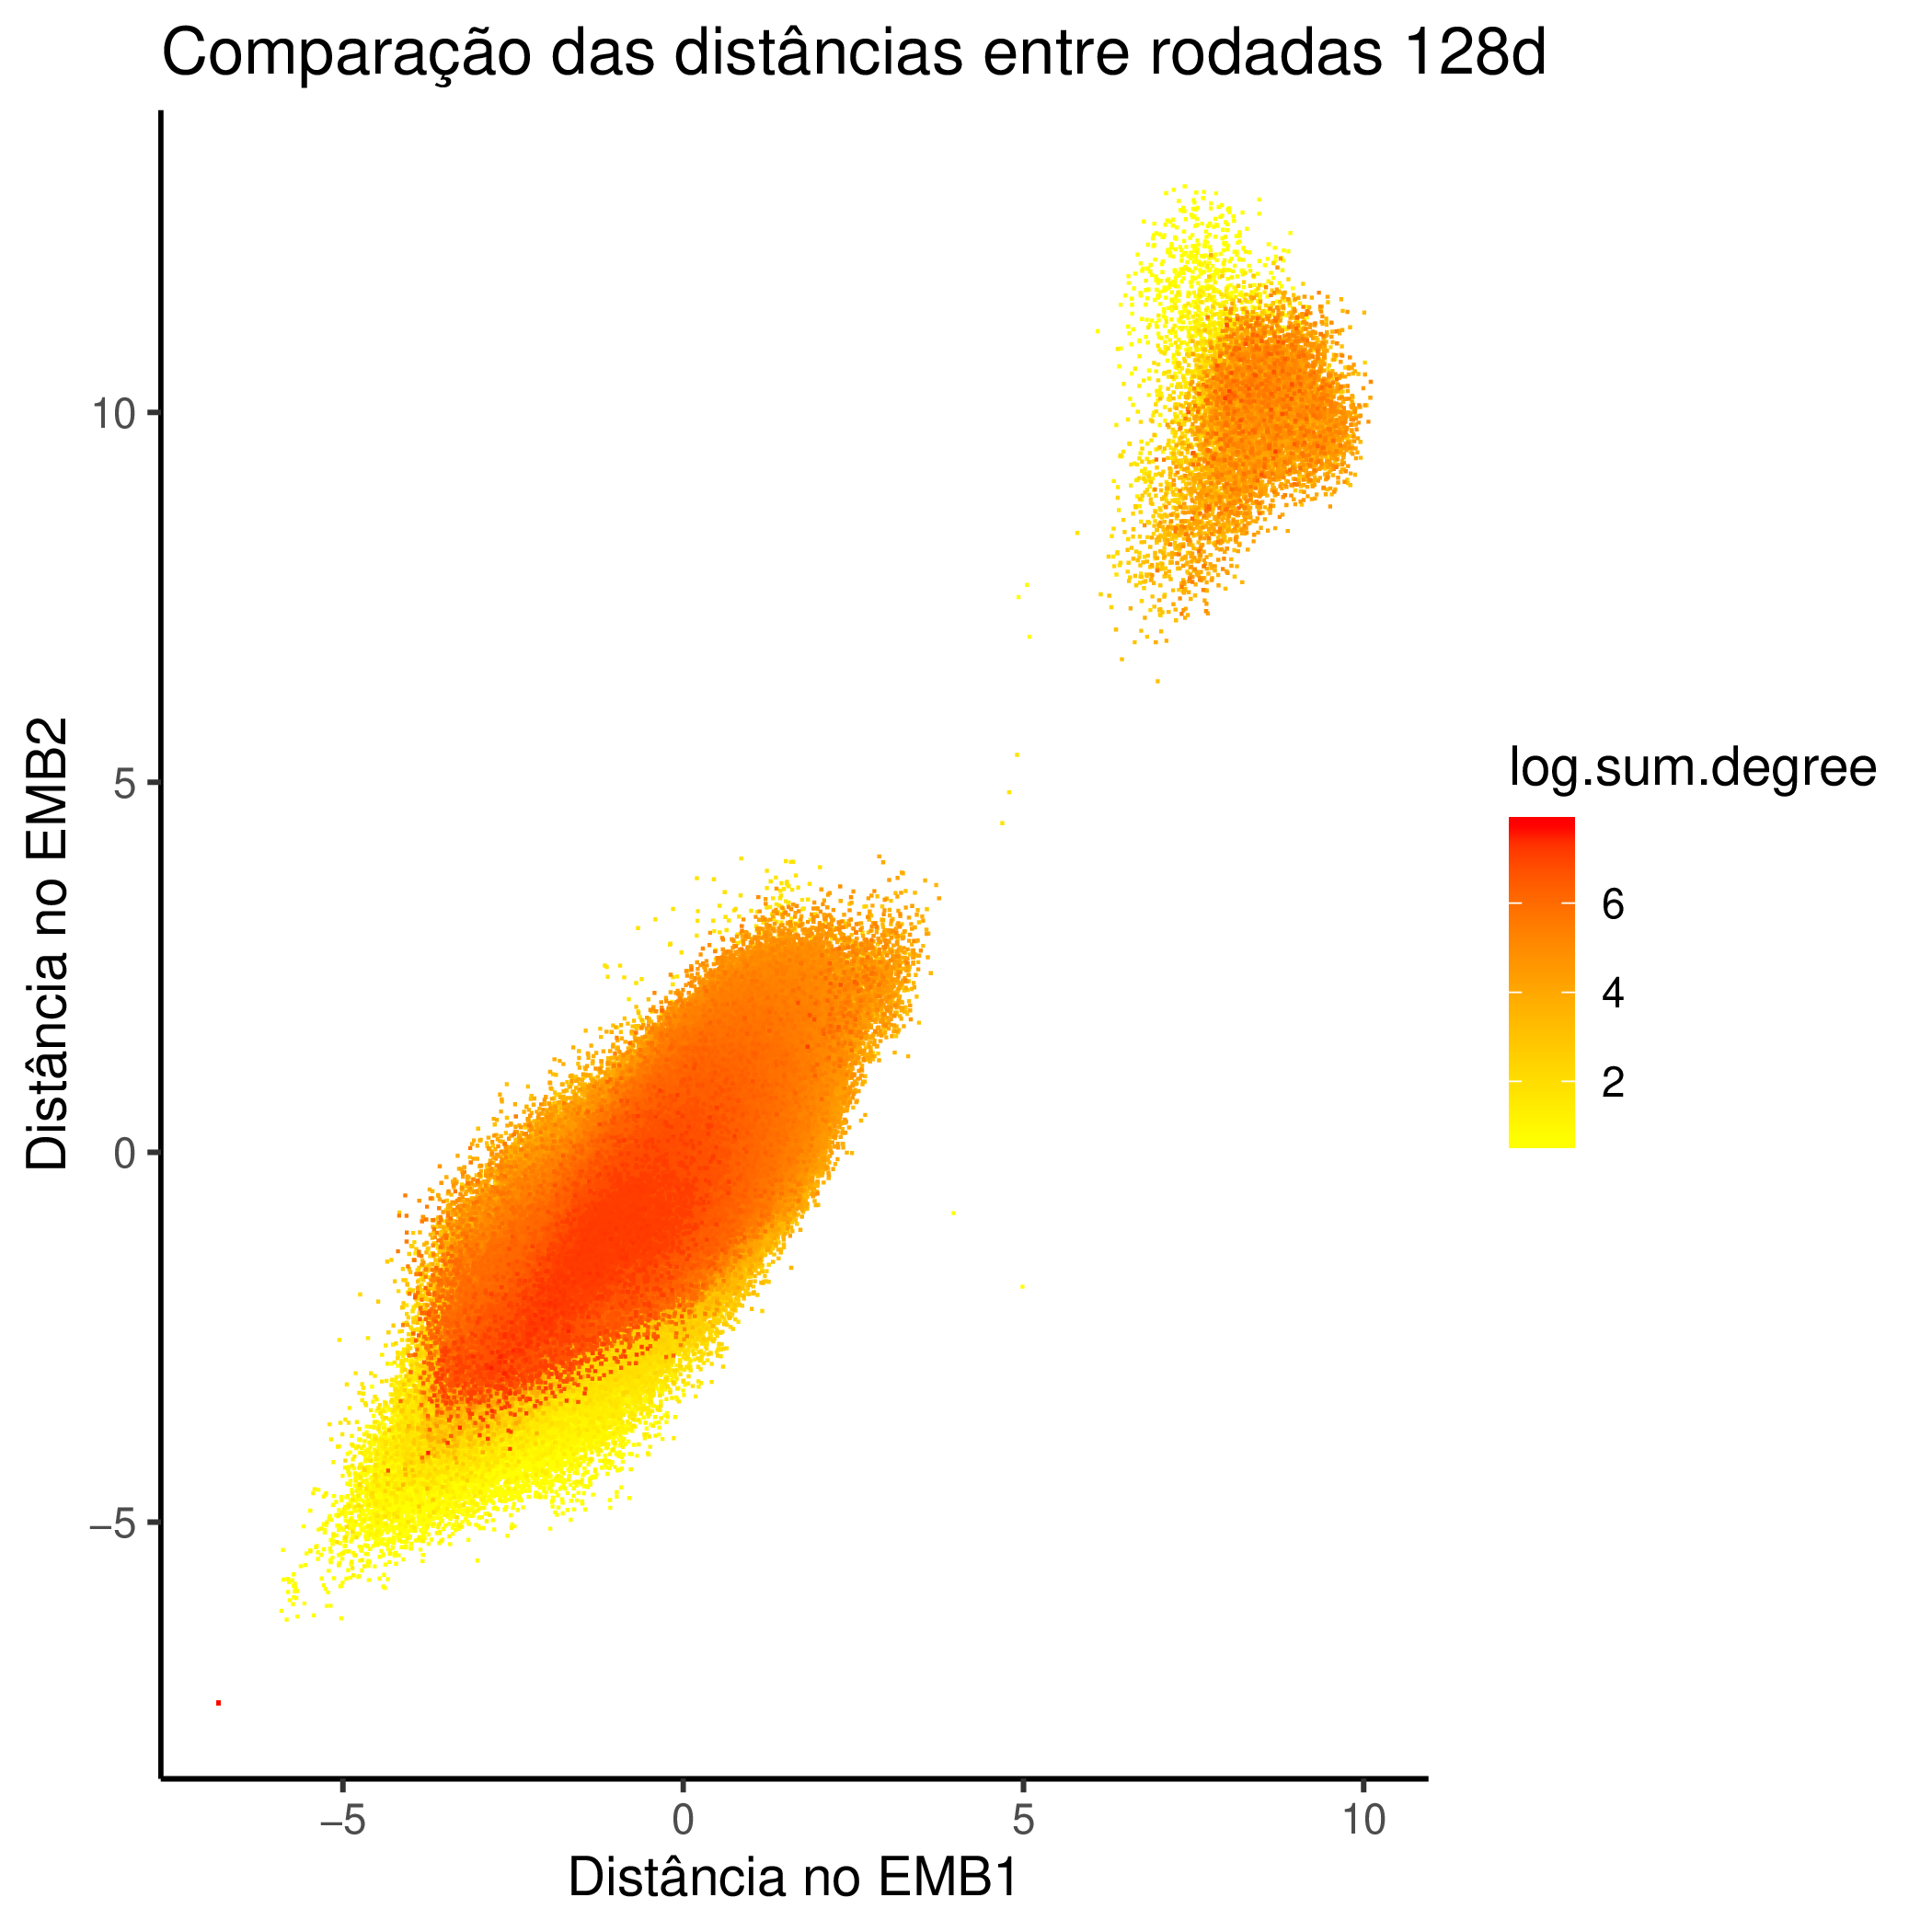 Comparação das distâncias entre rodadas 128d
Distância no EMB2
10
5
0
−5
−5
0
5
10
Distância no EMB1
log.sum.degree
6
4
2